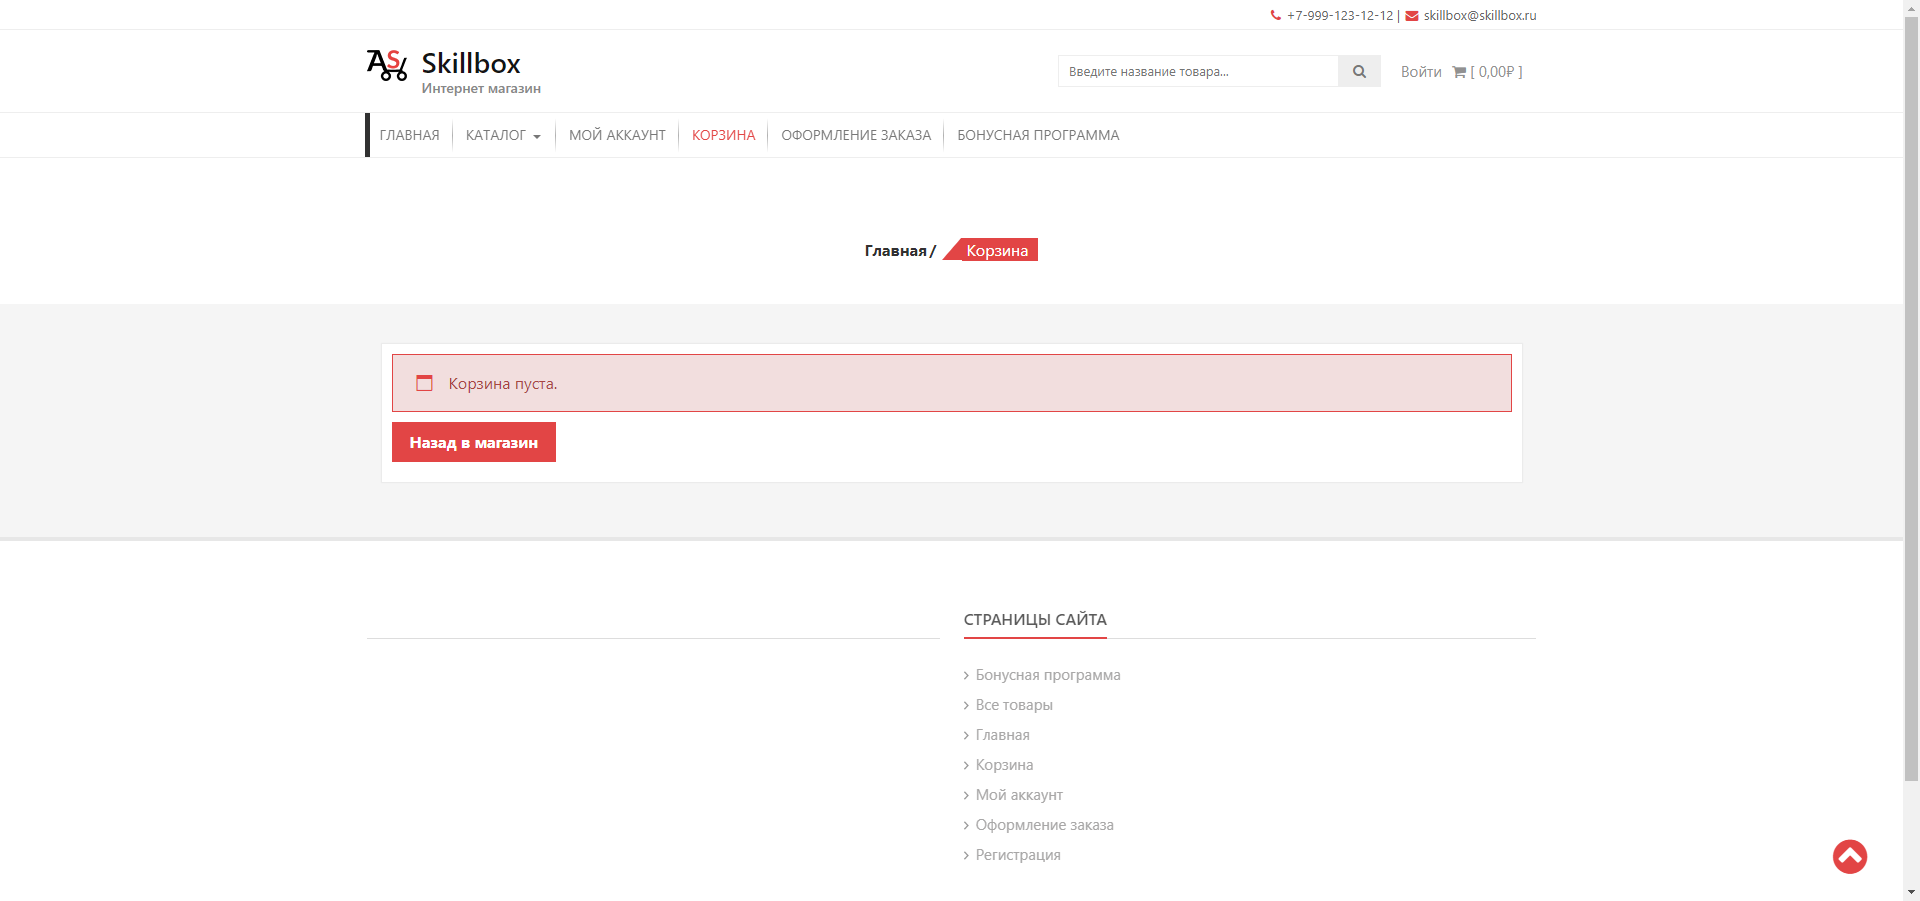 +7-999-123-12-12 | skillbox@skillbox.ru
AS
Skillbox
Интернет магазин
Введите название товара...
Войти [ 0,00₽ ]
ГЛАВНАЯ КАТАЛОГ МОЙ АККАУНТ КОРЗИНА ОФОРМЛЕНИЕ ЗАКАЗА БОНУСНАЯ ПРОГРАММА
Главная / Корзина
Корзина пуста.
Назад в магазин
СТРАНИЦЫ САЙТА
Бонусная программа
Все товары
Главная
Корзина
Мой аккаунт
Оформление заказа
Регистрация